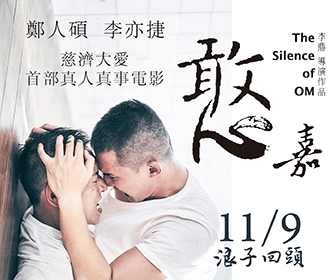 鄭人碩 李亦捷
慈濟大愛
首部真人真事電影
憨
嘉
The
Silence
of
OM
李鼎 導演作品
11/9
浪子回頭